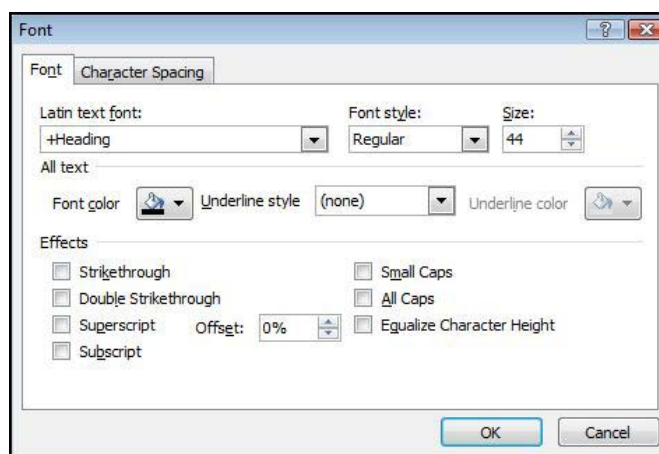 Font
Font Character Spacing
Latin text font: Font style: Size:
+Heading Regular 44
All text
Font color Underline style (none) Underline color
Effects
Strikethrough Small Caps
Double Strikethrough All Caps
Superscript Offset: 0% Equalize Character Height
Subscript
OK Cancel